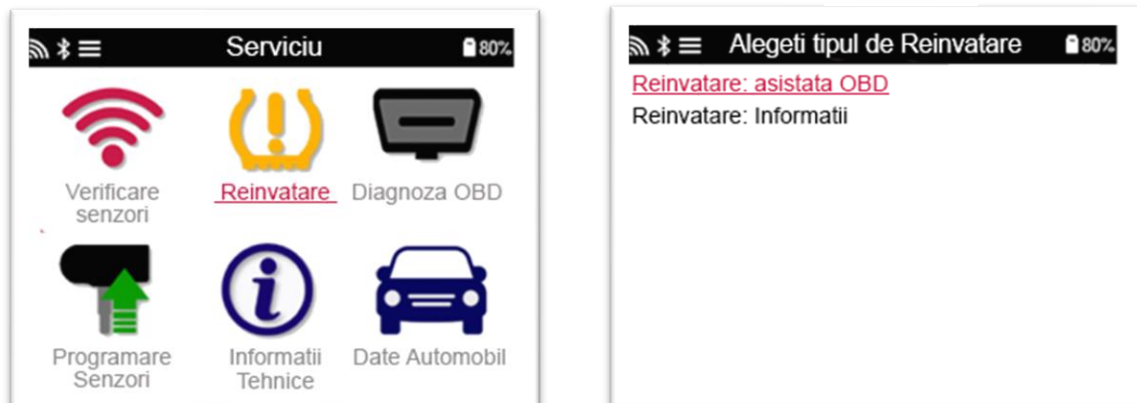 Serviciu
80%
Verificare
senzori
Reinvatare
Diagnoza OBD
Programare
Senzori
Informatii
Tehnice
Date Automobil
Alegeti tipul de Reinvatare
80%
Reinvatare: asistata OBD
Reinvatare: Informatii